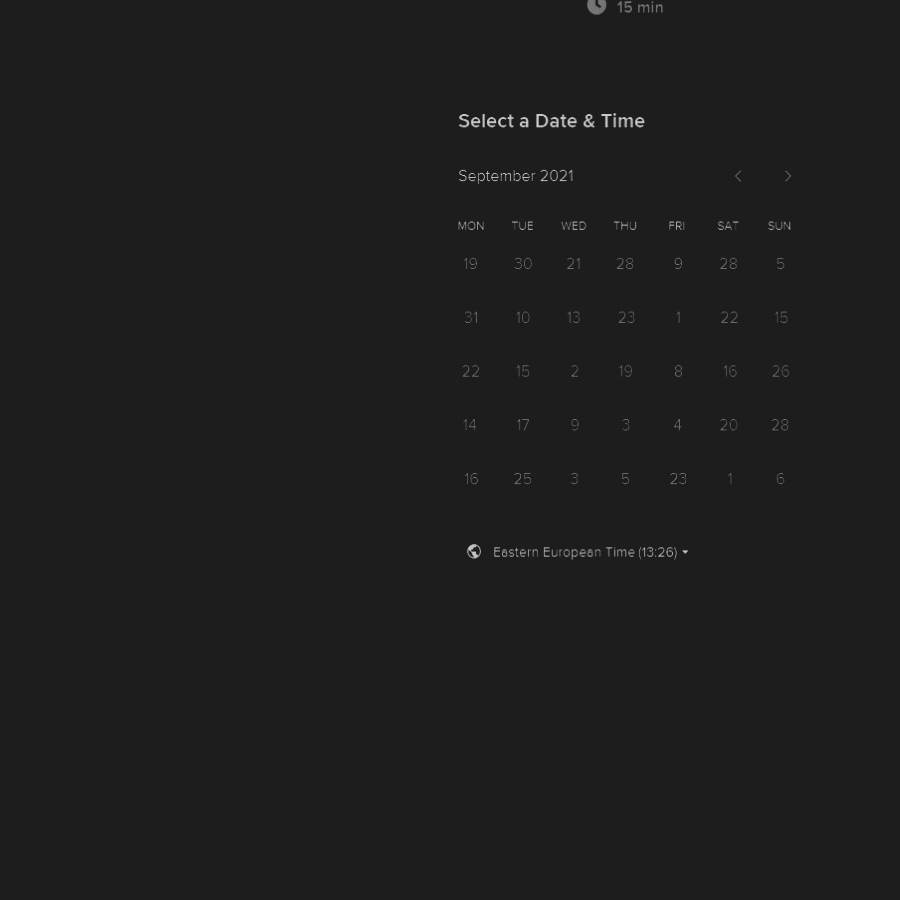 15 min
Select a Date & Time
September 2021
MON TUE WED THU FRI SAT SUN
19 30 21 28 9 28 5
31 10 13 23 1 22 15
22 15 2 19 8 16 26
14 17 9 3 4 20 28
16 25 3 5 23 1 6
Eastern European Time (13:26)